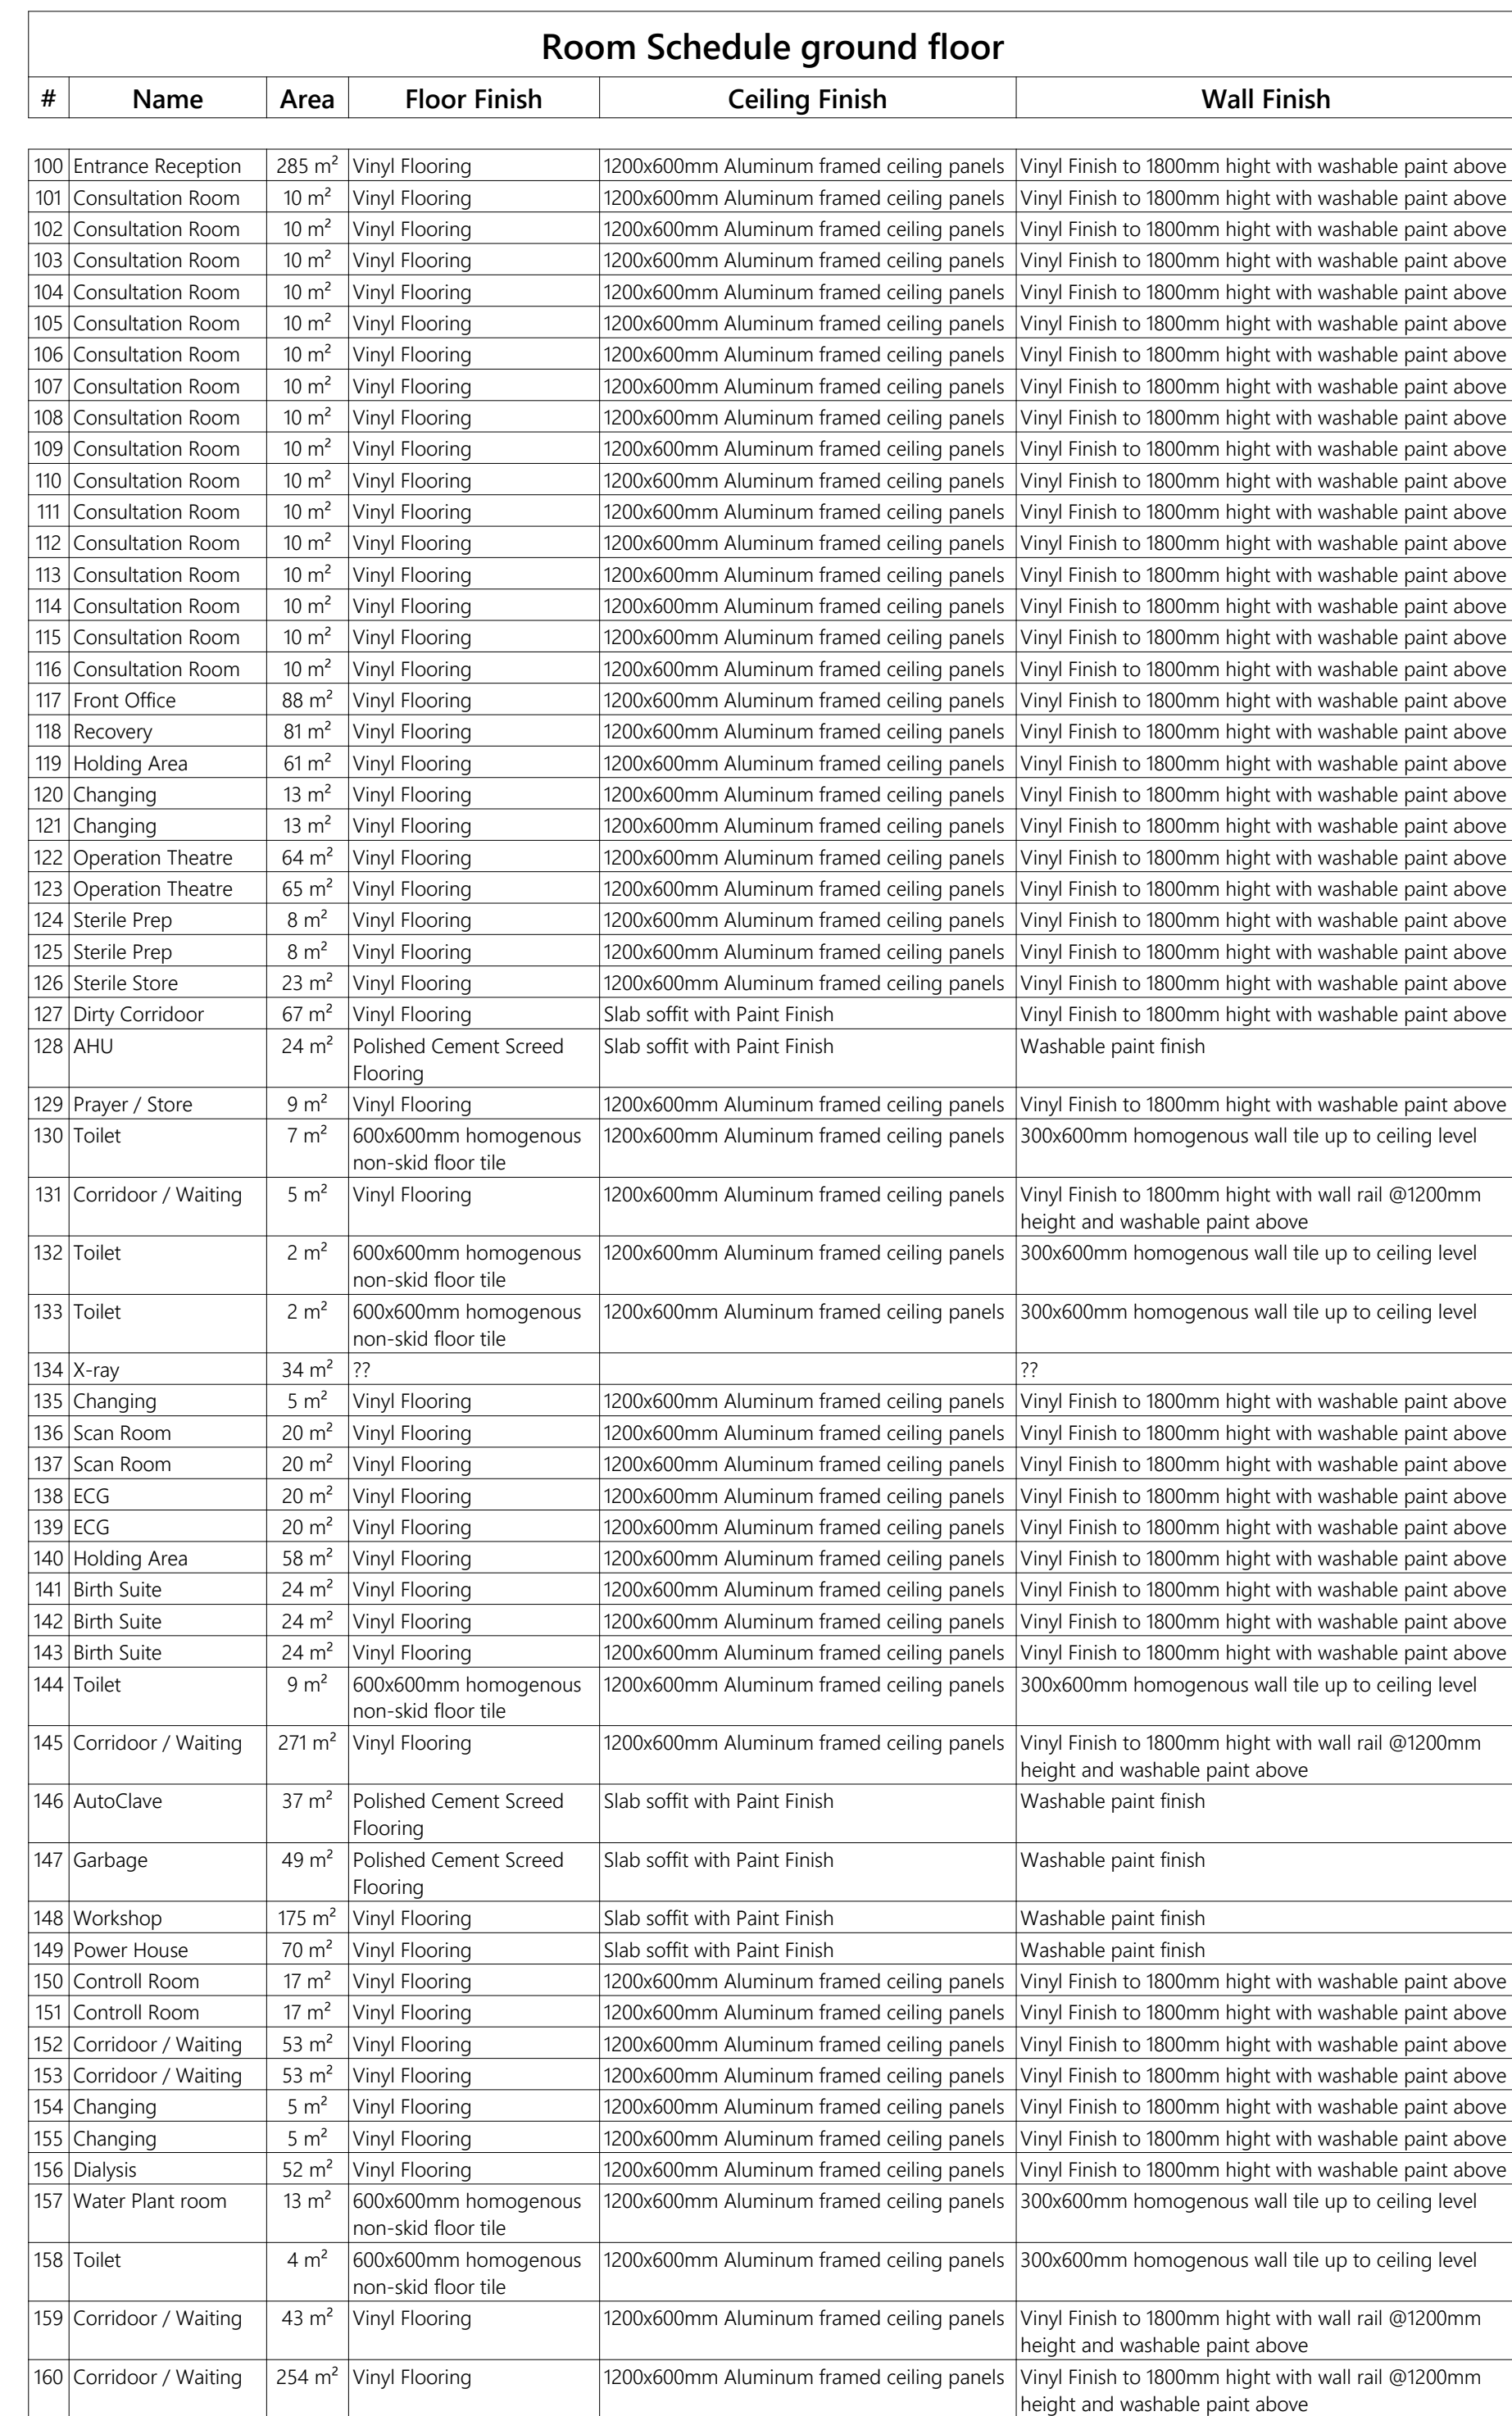 Room Schedule ground floor
# Name Area Floor Finish Ceiling Finish Wall Finish
100 Entrance Reception 285 m² Vinyl Flooring 1200x600mm Aluminum framed ceiling panels Vinyl Finish to 1800mm hight with washable paint above
101 Consultation Room 10 m² Vinyl Flooring 1200x600mm Aluminum framed ceiling panels Vinyl Finish to 1800mm hight with washable paint above
102 Consultation Room 10 m² Vinyl Flooring 1200x600mm Aluminum framed ceiling panels Vinyl Finish to 1800mm hight with washable paint above
103 Consultation Room 10 m² Vinyl Flooring 1200x600mm Aluminum framed ceiling panels Vinyl Finish to 1800mm hight with washable paint above
104 Consultation Room 10 m² Vinyl Flooring 1200x600mm Aluminum framed ceiling panels Vinyl Finish to 1800mm hight with washable paint above
105 Consultation Room 10 m² Vinyl Flooring 1200x600mm Aluminum framed ceiling panels Vinyl Finish to 1800mm hight with washable paint above
106 Consultation Room 10 m² Vinyl Flooring 1200x600mm Aluminum framed ceiling panels Vinyl Finish to 1800mm hight with washable paint above
107 Consultation Room 10 m² Vinyl Flooring 1200x600mm Aluminum framed ceiling panels Vinyl Finish to 1800mm hight with washable paint above
108 Consultation Room 10 m² Vinyl Flooring 1200x600mm Aluminum framed ceiling panels Vinyl Finish to 1800mm hight with washable paint above
109 Consultation Room 10 m² Vinyl Flooring 1200x600mm Aluminum framed ceiling panels Vinyl Finish to 1800mm hight with washable paint above
110 Consultation Room 10 m² Vinyl Flooring 1200x600mm Aluminum framed ceiling panels Vinyl Finish to 1800mm hight with washable paint above
111 Consultation Room 10 m² Vinyl Flooring 1200x600mm Aluminum framed ceiling panels Vinyl Finish to 1800mm hight with washable paint above
112 Consultation Room 10 m² Vinyl Flooring 1200x600mm Aluminum framed ceiling panels Vinyl Finish to 1800mm hight with washable paint above
113 Consultation Room 10 m² Vinyl Flooring 1200x600mm Aluminum framed ceiling panels Vinyl Finish to 1800mm hight with washable paint above
114 Consultation Room 10 m² Vinyl Flooring 1200x600mm Aluminum framed ceiling panels Vinyl Finish to 1800mm hight with washable paint above
115 Consultation Room 10 m² Vinyl Flooring 1200x600mm Aluminum framed ceiling panels Vinyl Finish to 1800mm hight with washable paint above
116 Consultation Room 10 m² Vinyl Flooring 1200x600mm Aluminum framed ceiling panels Vinyl Finish to 1800mm hight with washable paint above
117 Front Office 88 m² Vinyl Flooring 1200x600mm Aluminum framed ceiling panels Vinyl Finish to 1800mm hight with washable paint above
118 Recovery 81 m² Vinyl Flooring 1200x600mm Aluminum framed ceiling panels Vinyl Finish to 1800mm hight with washable paint above
119 Holding Area 61 m² Vinyl Flooring 1200x600mm Aluminum framed ceiling panels Vinyl Finish to 1800mm hight with washable paint above
120 Changing 13 m² Vinyl Flooring 1200x600mm Aluminum framed ceiling panels Vinyl Finish to 1800mm hight with washable paint above
121 Changing 13 m² Vinyl Flooring 1200x600mm Aluminum framed ceiling panels Vinyl Finish to 1800mm hight with washable paint above
122 Operation Theatre 64 m² Vinyl Flooring 1200x600mm Aluminum framed ceiling panels Vinyl Finish to 1800mm hight with washable paint above
123 Operation Theatre 65 m² Vinyl Flooring 1200x600mm Aluminum framed ceiling panels Vinyl Finish to 1800mm hight with washable paint above
124 Sterile Prep 8 m² Vinyl Flooring 1200x600mm Aluminum framed ceiling panels Vinyl Finish to 1800mm hight with washable paint above
125 Sterile Prep 8 m² Vinyl Flooring 1200x600mm Aluminum framed ceiling panels Vinyl Finish to 1800mm hight with washable paint above
126 Sterile Store 23 m² Vinyl Flooring 1200x600mm Aluminum framed ceiling panels Vinyl Finish to 1800mm hight with washable paint above
127 Dirty Corridoor 67 m² Vinyl Flooring Slab soffit with Paint Finish Vinyl Finish to 1800mm hight with washable paint above
128 AHU 24 m² Polished Cement Screed Slab soffit with Paint Finish Washable paint finish
Flooring
129 Prayer / Store 9 m² Vinyl Flooring 1200x600mm Aluminum framed ceiling panels Vinyl Finish to 1800mm hight with washable paint above
130 Toilet 7 m² 600x600mm homogenous 1200x600mm Aluminum framed ceiling panels 300x600mm homogenous wall tile up to ceiling level
non-skid floor tile
131 Corridoor / Waiting 5 m² Vinyl Flooring 1200x600mm Aluminum framed ceiling panels Vinyl Finish to 1800mm hight with wall rail @1200mm
height and washable paint above
132 Toilet 2 m² 600x600mm homogenous 1200x600mm Aluminum framed ceiling panels 300x600mm homogenous wall tile up to ceiling level
non-skid floor tile
133 Toilet 2 m² 600x600mm homogenous 1200x600mm Aluminum framed ceiling panels 300x600mm homogenous wall tile up to ceiling level
non-skid floor tile
134 X-ray 34 m² ?? ??
135 Changing 5 m² Vinyl Flooring 1200x600mm Aluminum framed ceiling panels Vinyl Finish to 1800mm hight with washable paint above
136 Scan Room 20 m² Vinyl Flooring 1200x600mm Aluminum framed ceiling panels Vinyl Finish to 1800mm hight with washable paint above
137 Scan Room 20 m² Vinyl Flooring 1200x600mm Aluminum framed ceiling panels Vinyl Finish to 1800mm hight with washable paint above
138 ECG 20 m² Vinyl Flooring 1200x600mm Aluminum framed ceiling panels Vinyl Finish to 1800mm hight with washable paint above
139 ECG 20 m² Vinyl Flooring 1200x600mm Aluminum framed ceiling panels Vinyl Finish to 1800mm hight with washable paint above
140 Holding Area 58 m² Vinyl Flooring 1200x600mm Aluminum framed ceiling panels Vinyl Finish to 1800mm hight with washable paint above
141 Birth Suite 24 m² Vinyl Flooring 1200x600mm Aluminum framed ceiling panels Vinyl Finish to 1800mm hight with washable paint above
142 Birth Suite 24 m² Vinyl Flooring 1200x600mm Aluminum framed ceiling panels Vinyl Finish to 1800mm hight with washable paint above
143 Birth Suite 24 m² Vinyl Flooring 1200x600mm Aluminum framed ceiling panels Vinyl Finish to 1800mm hight with washable paint above
144 Toilet 9 m² 600x600mm homogenous 1200x600mm Aluminum framed ceiling panels 300x600mm homogenous wall tile up to ceiling level
non-skid floor tile
145 Corridoor / Waiting 271 m² Vinyl Flooring 1200x600mm Aluminum framed ceiling panels Vinyl Finish to 1800mm hight with wall rail @1200mm
height and washable paint above
146 AutoClave 37 m² Polished Cement Screed Slab soffit with Paint Finish Washable paint finish
Flooring
147 Garbage 49 m² Polished Cement Screed Slab soffit with Paint Finish Washable paint finish
Flooring
148 Workshop 175 m² Vinyl Flooring Slab soffit with Paint Finish Washable paint finish
149 Power House 70 m² Vinyl Flooring Slab soffit with Paint Finish Washable paint finish
150 Controll Room 17 m² Vinyl Flooring 1200x600mm Aluminum framed ceiling panels Vinyl Finish to 1800mm hight with washable paint above
151 Controll Room 17 m² Vinyl Flooring 1200x600mm Aluminum framed ceiling panels Vinyl Finish to 1800mm hight with washable paint above
152 Corridoor / Waiting 53 m² Vinyl Flooring 1200x600mm Aluminum framed ceiling panels Vinyl Finish to 1800mm hight with washable paint above
153 Corridoor / Waiting 53 m² Vinyl Flooring 1200x600mm Aluminum framed ceiling panels Vinyl Finish to 1800mm hight with washable paint above
154 Changing 5 m² Vinyl Flooring 1200x600mm Aluminum framed ceiling panels Vinyl Finish to 1800mm hight with washable paint above
155 Changing 5 m² Vinyl Flooring 1200x600mm Aluminum framed ceiling panels Vinyl Finish to 1800mm hight with washable paint above
156 Dialysis 52 m² Vinyl Flooring 1200x600mm Aluminum framed ceiling panels Vinyl Finish to 1800mm hight with washable paint above
157 Water Plant room 13 m² 600x600mm homogenous 1200x600mm Aluminum framed ceiling panels 300x600mm homogenous wall tile up to ceiling level
non-skid floor tile
158 Toilet 4 m² 600x600mm homogenous 1200x600mm Aluminum framed ceiling panels 300x600mm homogenous wall tile up to ceiling level
non-skid floor tile
159 Corridoor / Waiting 43 m² Vinyl Flooring 1200x600mm Aluminum framed ceiling panels Vinyl Finish to 1800mm hight with wall rail @1200mm
height and washable paint above
160 Corridoor / Waiting 254 m² Vinyl Flooring 1200x600mm Aluminum framed ceiling panels Vinyl Finish to 1800mm hight with wall rail @1200mm
height and washable paint above